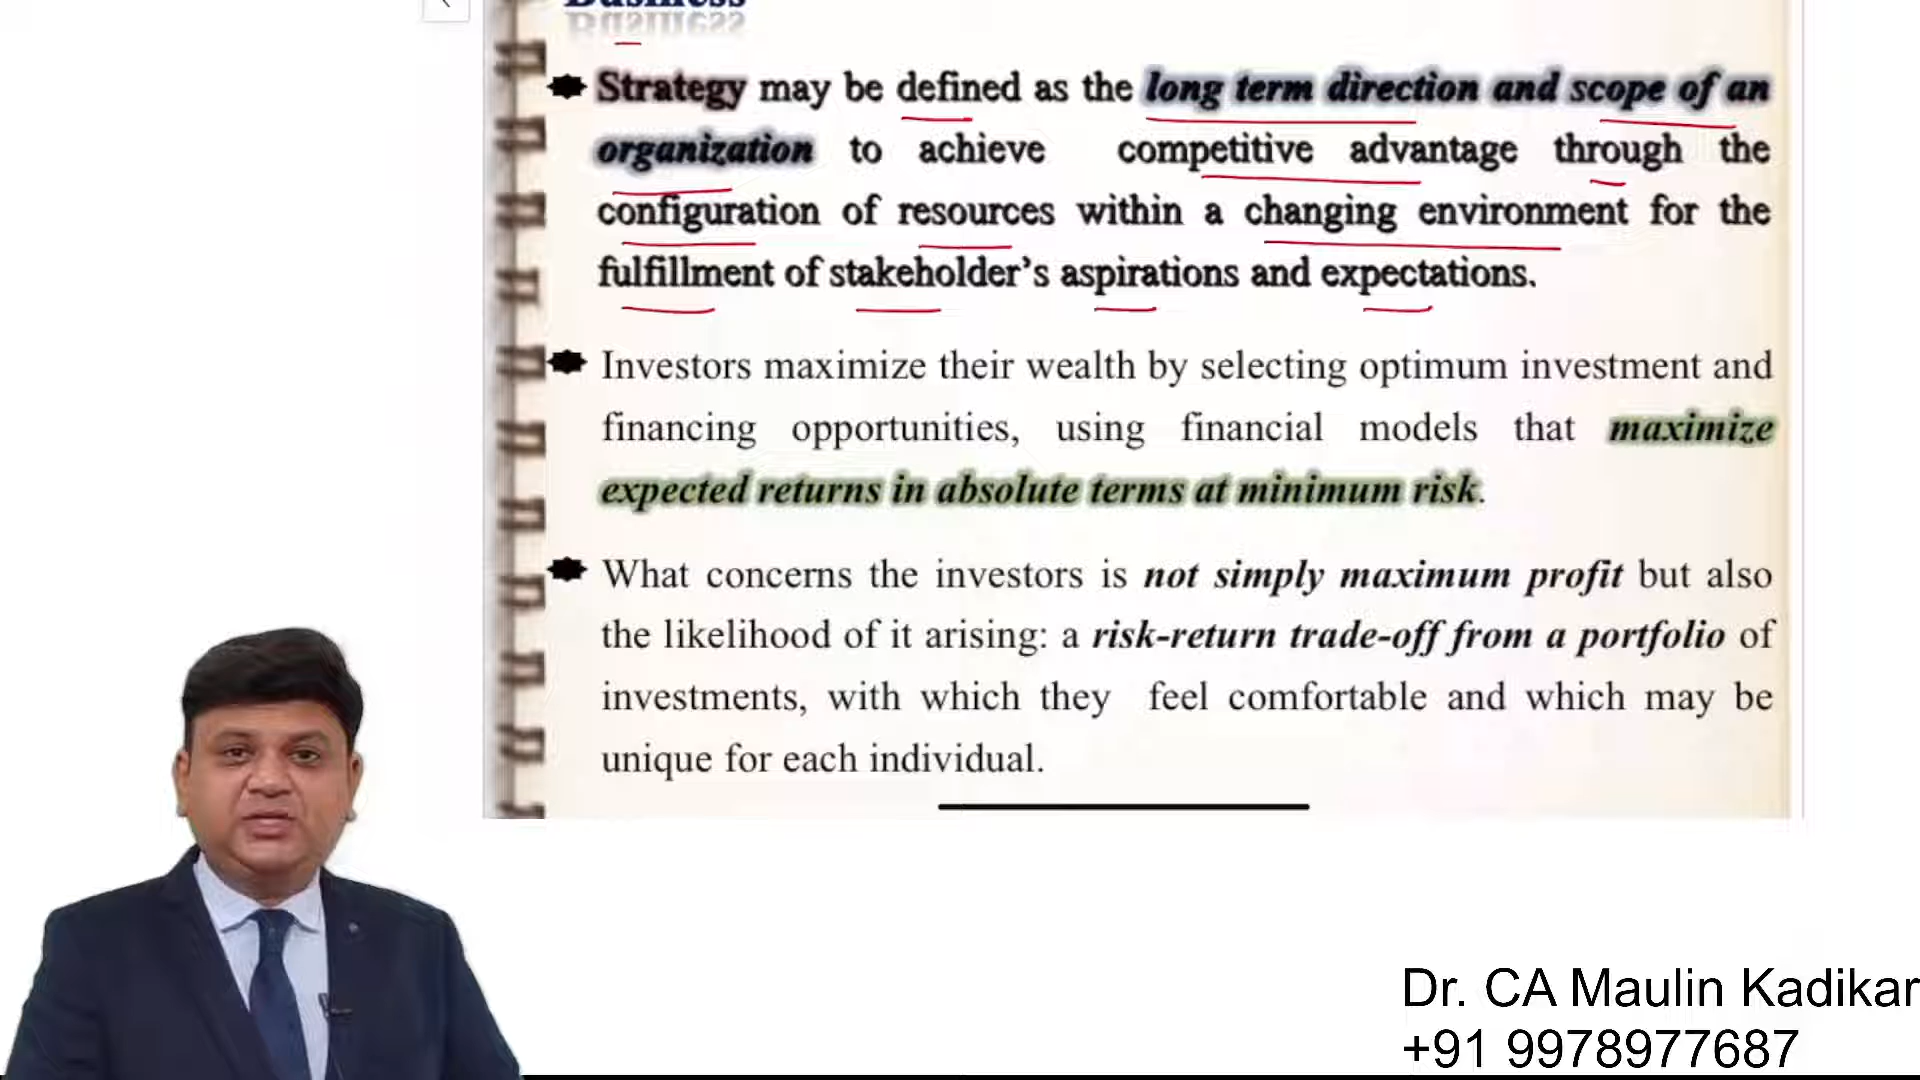 Business
Strategy may be defined as the long term direction and scope of an
organization to achieve competitive advantage through the
configuration of resources within a changing environment for the
fulfillment of stakeholder’s aspirations and expectations.
Investors maximize their wealth by selecting optimum investment and
financing opportunities, using financial models that maximize
expected returns in absolute terms at minimum risk.
What concerns the investors is not simply maximum profit but also
the likelihood of it arising: a risk-return trade-off from a portfolio of
investments, with which they feel comfortable and which may be
unique for each individual.
Dr. CA Maulin Kadikar
+91 9978977687